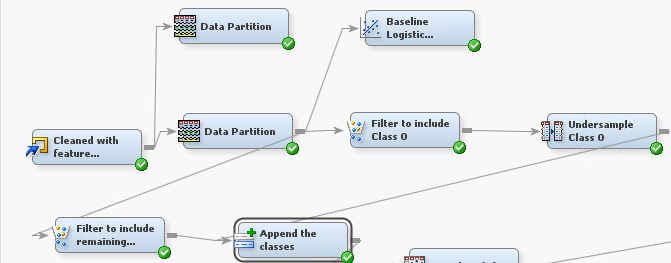 Data Partition
Baseline
Logistic...
Cleaned with
feature...
Data Partition
Filter to include
Class 0
Undersample
Class 0
Filter to include
remaining...
Append the
classes